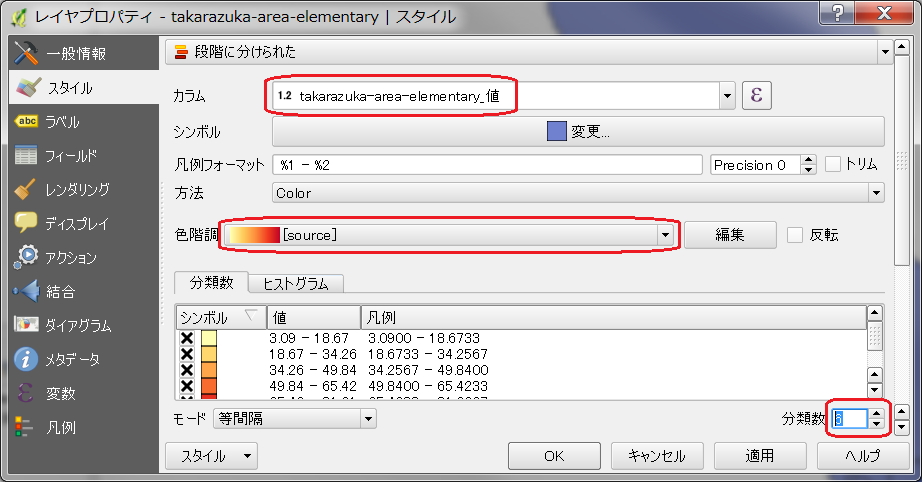 レイヤプロパティ - takarazuka-area-elementary | スタイル
一般情報
スタイル
abc ラベル
フィールド
レンダリング
ディスプレイ
アクション
結合
ダイアグラム
メタデータ
変数
凡例
段階に分けられた
カラム 1.2 takarazuka-area-elementary_値 ε
シンボル 変更...
凡例フォーマット %1 - %2 Precision 0 トリム
方法 Color
色階調 [source] 編集 反転
分類数 ヒストグラム
シンボル 値 凡例
3.09 - 18.67 3.0900 - 18.6733
18.67 - 34.26 18.6733 - 34.2567
34.26 - 49.84 34.2567 - 49.8400
49.84 - 65.42 49.8400 - 65.4233
モード 等間隔 分類数
スタイル OK キャンセル 適用 ヘルプ